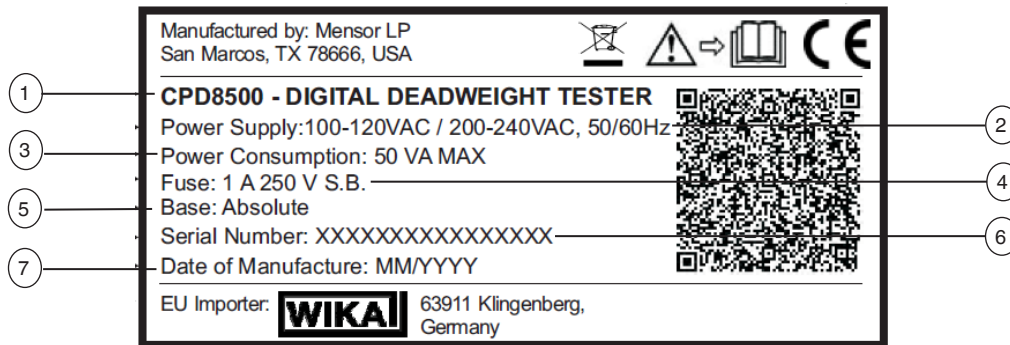 Manufactured by: Mensor LP
San Marcos, TX 78666, USA
CE
1
CPD8500 - DIGITAL DEADWEIGHT TESTER
Power Supply:100-120VAC / 200-240VAC, 50/60Hz
2
3
Power Consumption: 50 VA MAX
Fuse: 1 A 250 V S.B.
4
5
Base: Absolute
Serial Number: XXXXXXXXXXXXXXXX
6
7
Date of Manufacture: MM/YYYY
EU Importer:
WIKA
63911 Klingenberg,
Germany